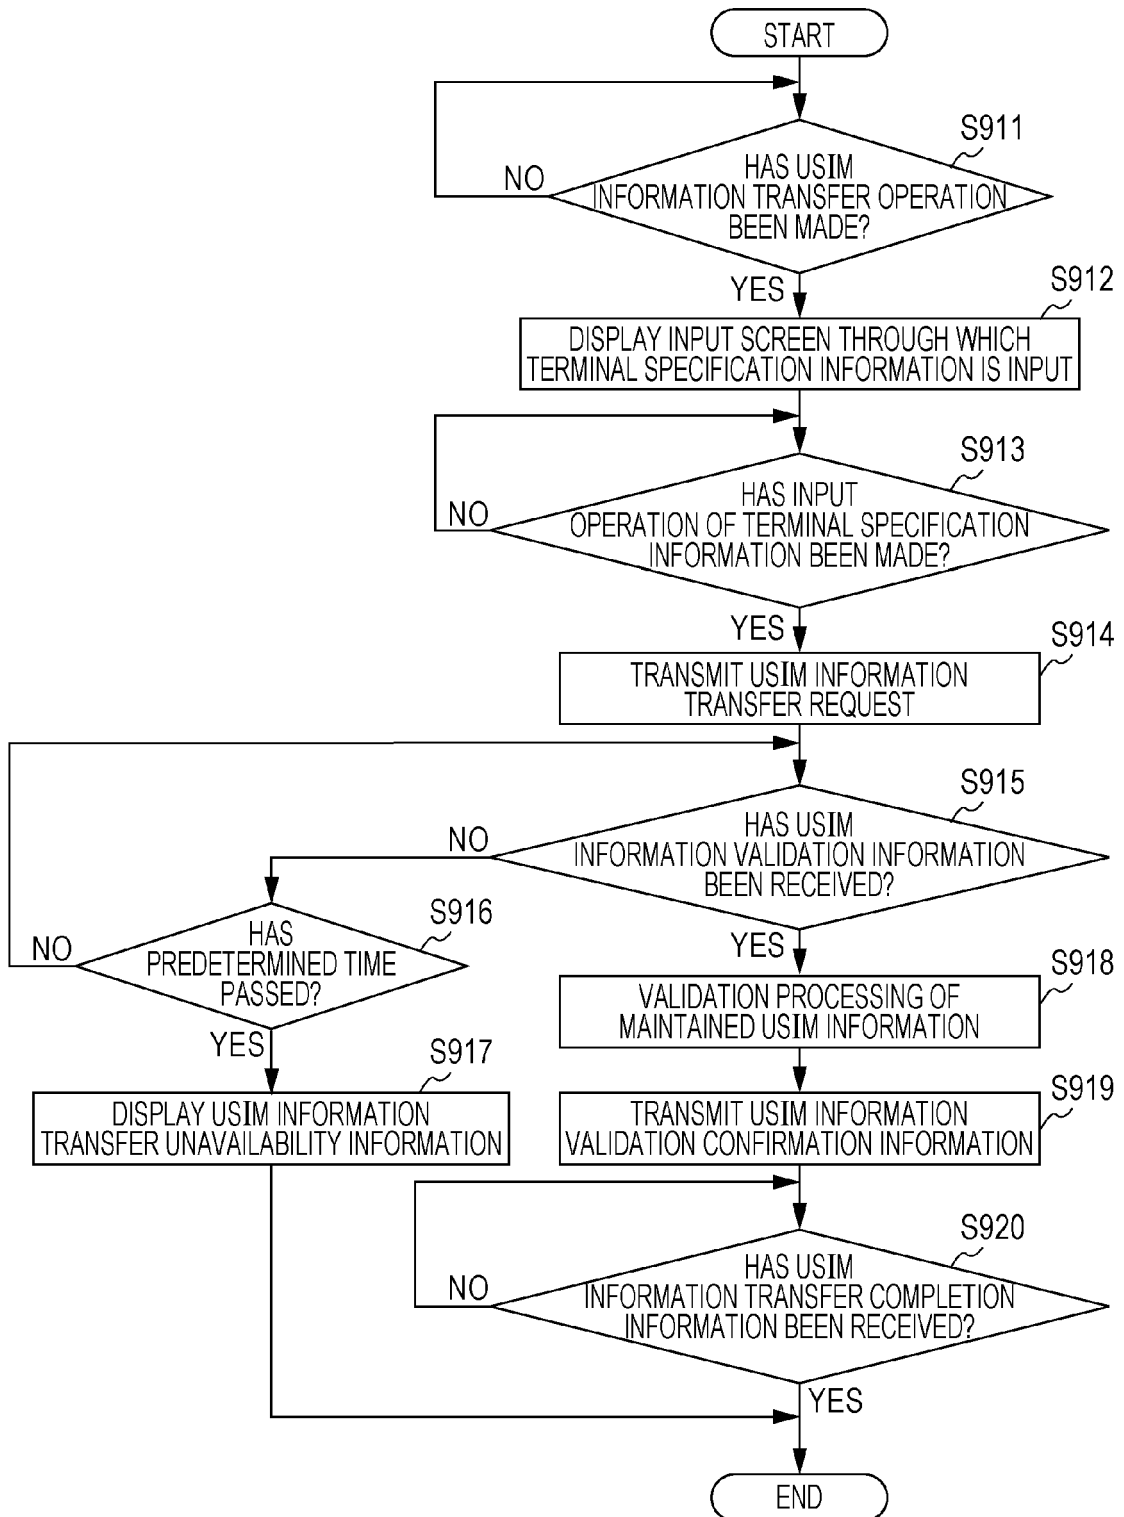 START
S911
HAS USIM
INFORMATION TRANSFER OPERATION
BEEN MADE?
NO
YES
S912
DISPLAY INPUT SCREEN THROUGH WHICH
TERMINAL SPECIFICATION INFORMATION IS INPUT
S913
HAS INPUT
OPERATION OF TERMINAL SPECIFICATION
INFORMATION BEEN MADE?
NO
YES
S914
TRANSMIT USIM INFORMATION
TRANSFER REQUEST
S915
HAS USIM
INFORMATION VALIDATION INFORMATION
BEEN RECEIVED?
NO
YES
S916
HAS
PREDETERMINED TIME
PASSED?
NO
YES
S917
DISPLAY USIM INFORMATION
TRANSFER UNAVAILABILITY INFORMATION
S918
VALIDATION PROCESSING OF
MAINTAINED USIM INFORMATION
S919
TRANSMIT USIM INFORMATION
VALIDATION CONFIRMATION INFORMATION
S920
HAS USIM
INFORMATION TRANSFER COMPLETION
INFORMATION BEEN RECEIVED?
NO
YES
END